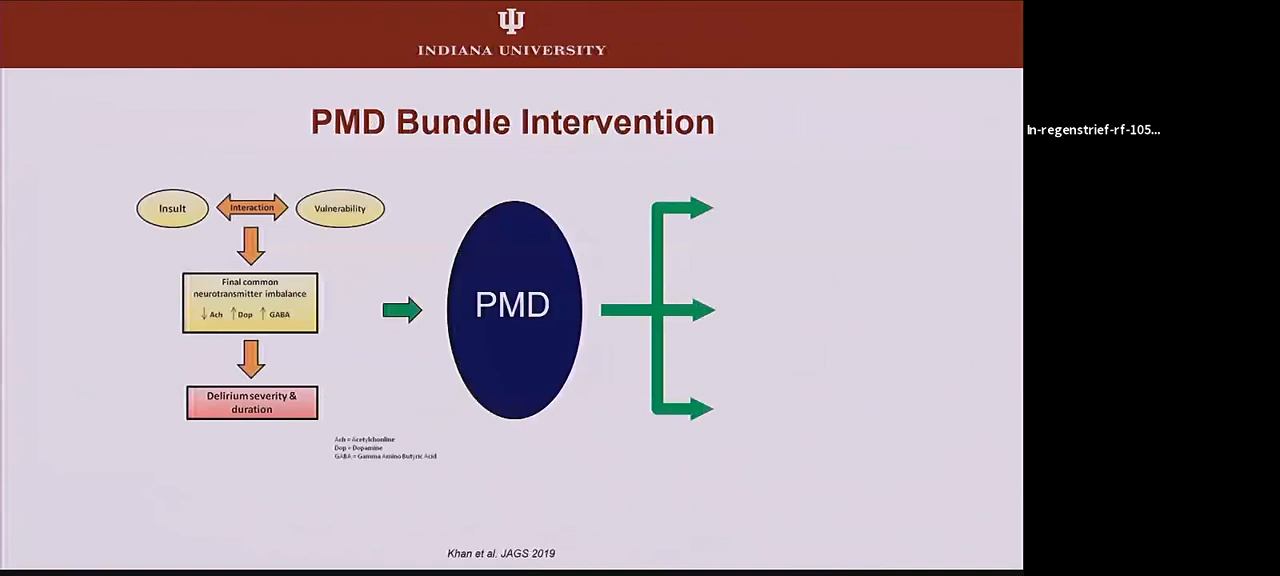 INDIANA UNIVERSITY
PMD Bundle Intervention
Insult
Interaction
Vulnerability
Final common
neurotransmitter imbalance
↓ Ach ↑ Dop ↑ GABA
Delirium severity &
duration
PMD
Ach = Acetylchonline
Dop = Dopamine
GABA = Gamma Amino Butyric Acid
Khan et al. JAGS 2019
In-regenstrief-rf-105...